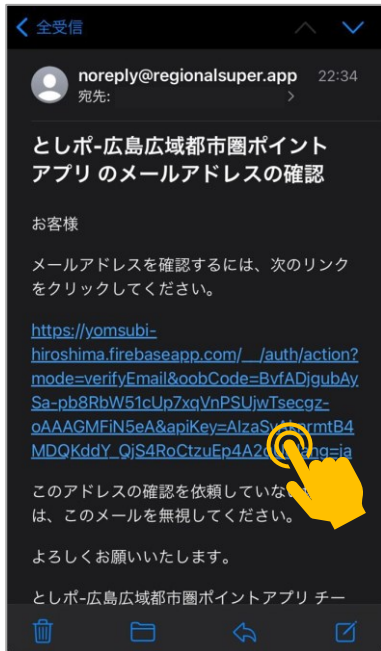 全受信
noreply@regionalsuper.app 22:34
宛先:
としポ-広島広域都市圏ポイント
アプリ のメールアドレスの確認
お客様
メールアドレスを確認するには、次のリンク
をクリックしてください。
https://yomsubi-
hiroshima.firebaseapp.com/__/auth/action?
mode=verifyEmail&oobCode=BvfADjgubAy
Sa-pb8RbW51cUp7xqVnPSUjwTsecgz-
oAAAGMFiN5eA&apiKey=AIzaSy
MDQKddY_QjS4RoCtzuEp4A2 ang=ja
このアドレスの確認を依頼していな
は、このメールを無視してください。
よろしくお願いいたします。
としポ-広島広域都市圏ポイントアプリ チー